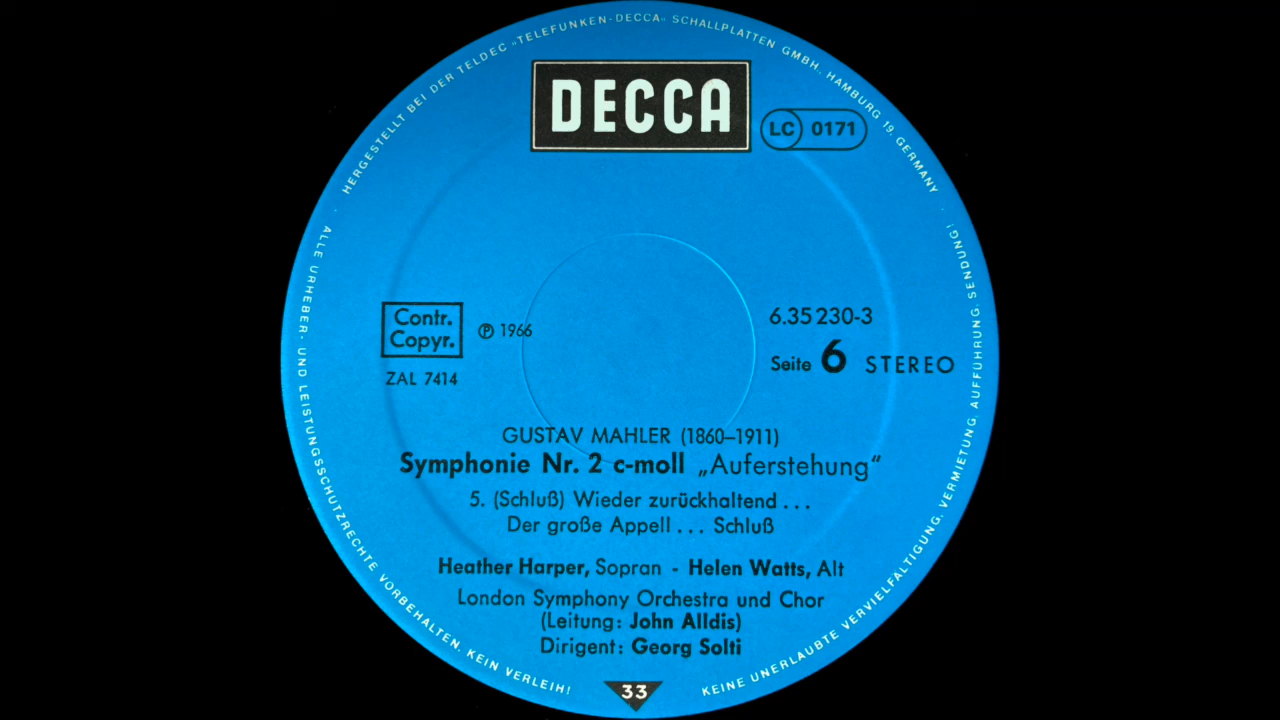 HERGESTELLT BEI DER TELDEC »TELEFUNKEN-DECCA« SCHALLPLATTEN GMBH., HAMBURG 19, GERMANY
DECCA
LC 0171
Contr.
Copyr.
℗ 1966
ZAL 7414
6.35 230-3
Seite 6 STEREO
GUSTAV MAHLER (1860–1911)
Symphonie Nr. 2 c-moll „Auferstehung“
5. (Schluß) Wieder zurückhaltend . . .
Der große Appell . . . Schluß
Heather Harper, Sopran - Helen Watts, Alt
London Symphony Orchestra und Chor
(Leitung: John Alldis)
Dirigent: Georg Solti
33
ALLE URHEBER- UND LEISTUNGSSCHUTZRECHTE VORBEHALTEN. KEIN VERLEIH!
KEINE UNERLAUBTE VERVIELFÄLTIGUNG, VERMIETUNG, AUFFÜHRUNG, SENDUNG!